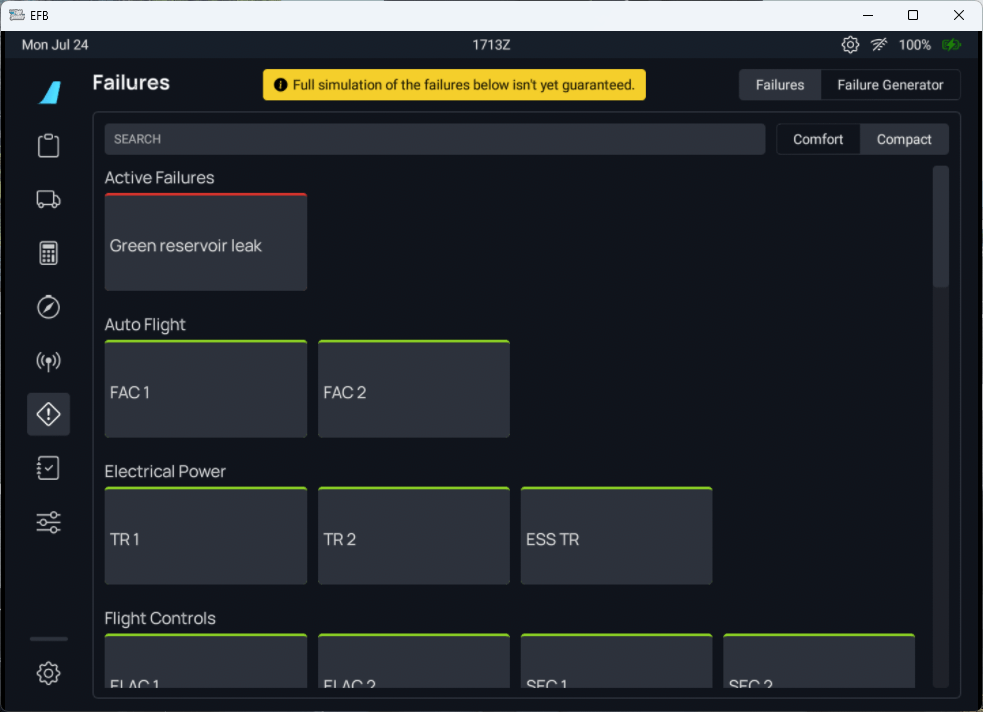 EFB
Mon Jul 24
1713Z
100%
Failures
Full simulation of the failures below isn't yet guaranteed.
Failures
Failure Generator
SEARCH
Comfort
Compact
Active Failures
Green reservoir leak
Auto Flight
FAC 1
FAC 2
Electrical Power
TR 1
TR 2
ESS TR
Flight Controls
ELAC 1
ELAC 2
SEC 1
SEC 2